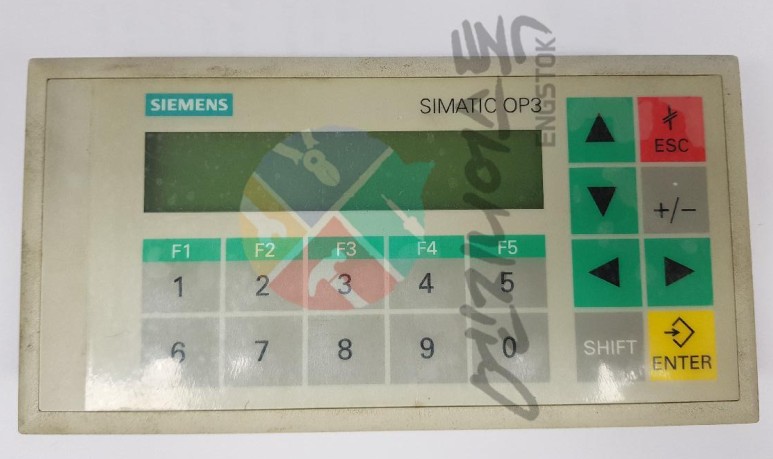 SIEMENS
SIMATIC OP3
ESC
+/−
F1 F2 F3 F4 F5
1 2 3 4 5
6 7 8 9 0
SHIFT
ENTER
ENGSTOK